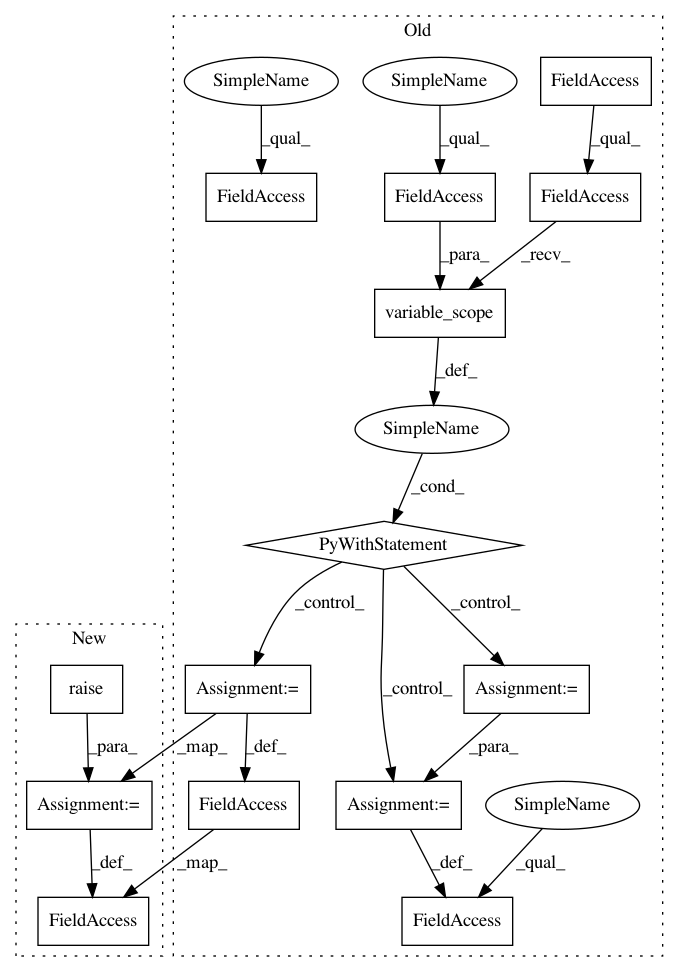 Old
SimpleName
SimpleName
FieldAccess
_qual_
_qual_
_qual_
FieldAccess
FieldAccess
FieldAccess
_para_
_recv_
variable_scope
_def_
SimpleName
_cond_
PyWithStatement
_control_
_control_
New
_control_
raise
Assignment:=
Assignment:=
_para_
_map_
_def_
_para_
Assignment:=
FieldAccess
Assignment:=
SimpleName
_def_
_map_
_def_
_qual_
FieldAccess
FieldAccess